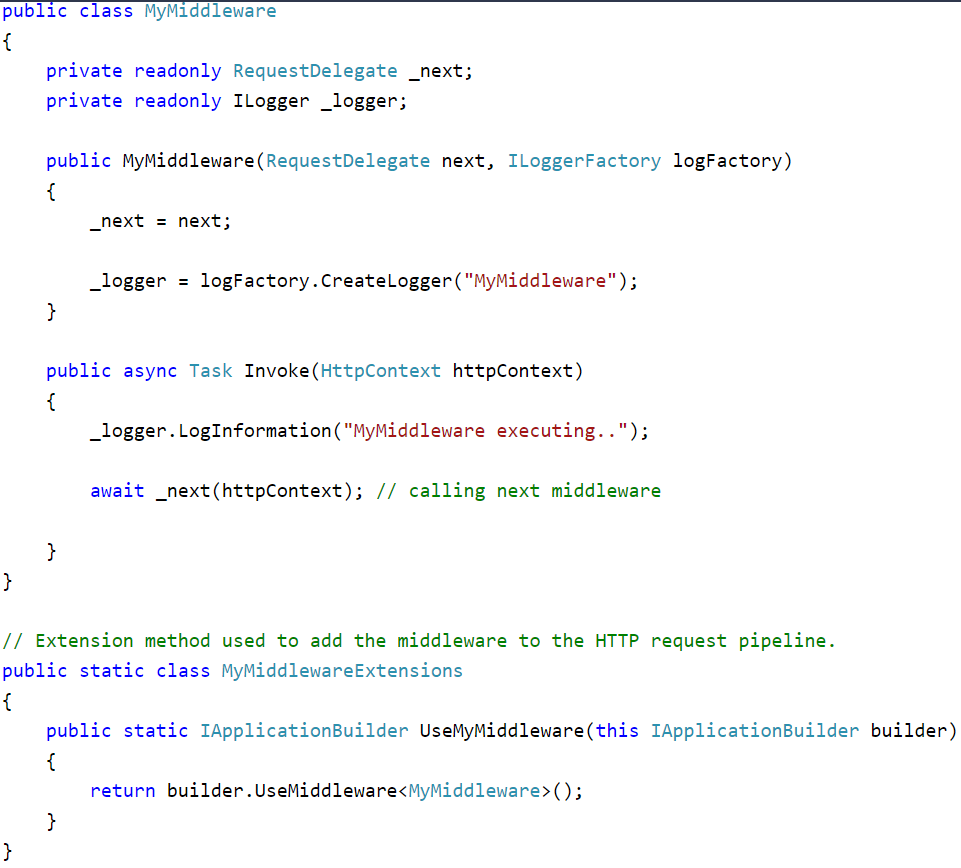 public class MyMiddleware
{
    private readonly RequestDelegate _next;
    private readonly ILogger _logger;

    public MyMiddleware(RequestDelegate next, ILoggerFactory logFactory)
    {
        _next = next;

        _logger = logFactory.CreateLogger("MyMiddleware");
    }

    public async Task Invoke(HttpContext httpContext)
    {
        _logger.LogInformation("MyMiddleware executing..");

        await _next(httpContext); // calling next middleware

    }
}

// Extension method used to add the middleware to the HTTP request pipeline.
public static class MyMiddlewareExtensions
{
    public static IApplicationBuilder UseMyMiddleware(this IApplicationBuilder builder)
    {
        return builder.UseMiddleware<MyMiddleware>();
    }
}